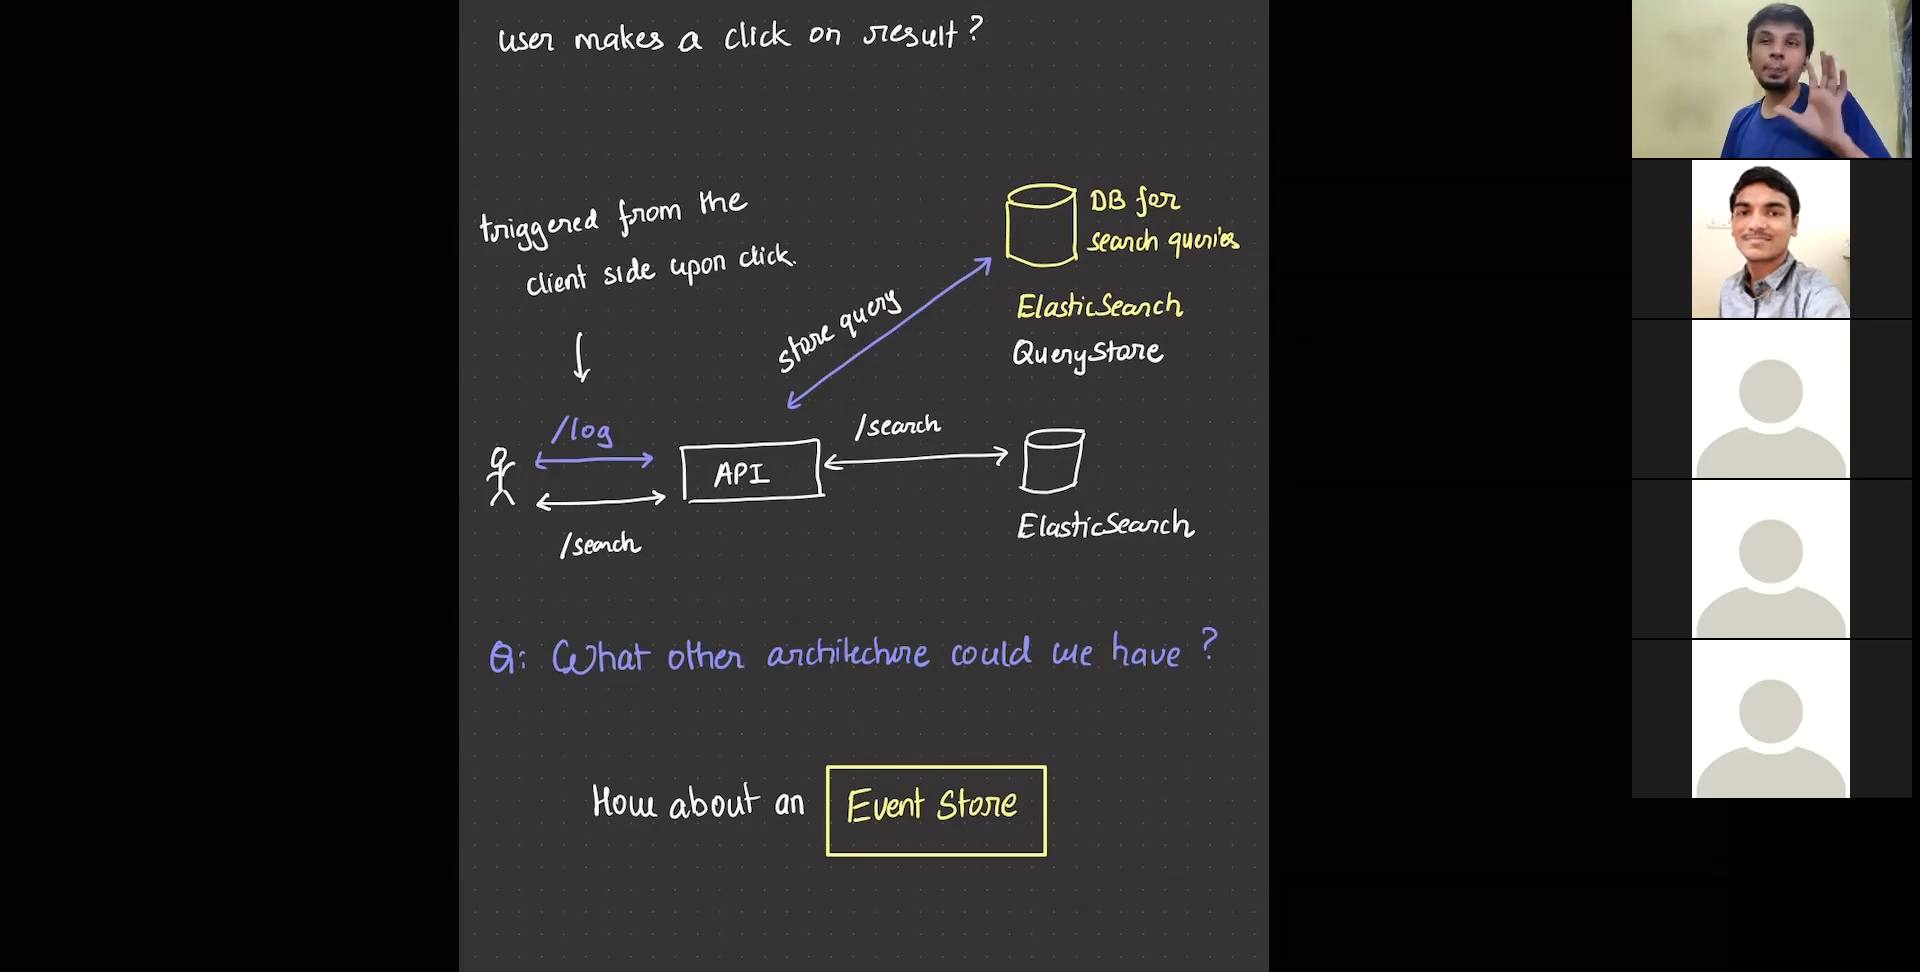 user makes a click on result?
triggered from the
client side upon click.
DB for
search queries
ElasticSearch
QueryStore
store query
/log
/search
API
/search
ElasticSearch
Q: What other architecture could we have?
How about an Event Store